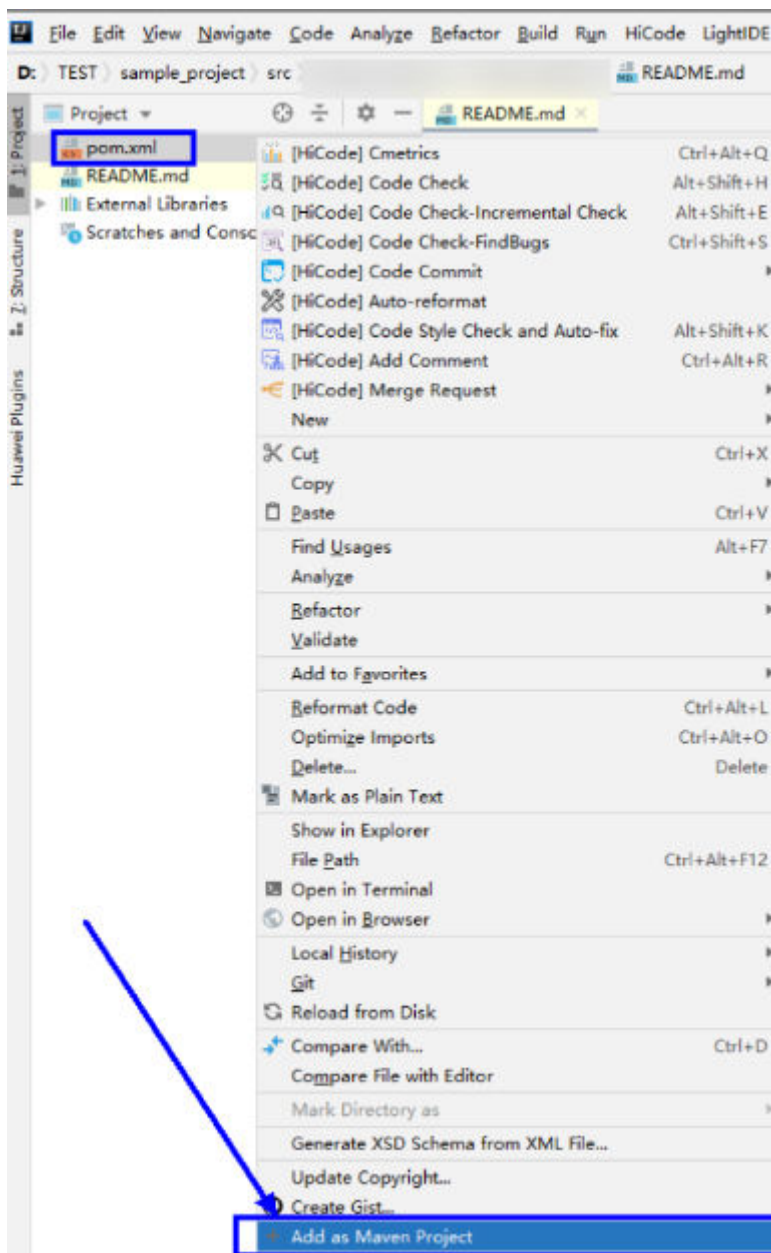 File Edit View Navigate Code Analyze Refactor Build Run HiCode LightIDE
D: TEST sample_project src README.md
Project README.md
1: Project
pom.xml
README.md
External Libraries
Scratches and Consc
Z: Structure
Huawei Plugins
[HiCode] Cmetrics Ctrl+Alt+Q
[HiCode] Code Check Alt+Shift+H
[HiCode] Code Check-Incremental Check Alt+Shift+E
[HiCode] Code Check-FindBugs Ctrl+Shift+S
[HiCode] Code Commit
[HiCode] Auto-reformat
[HiCode] Code Style Check and Auto-fix Alt+Shift+K
[HiCode] Add Comment Ctrl+Alt+R
[HiCode] Merge Request
New
Cut Ctrl+X
Copy
Paste Ctrl+V
Find Usages Alt+F7
Analyze
Refactor
Validate
Add to Favorites
Reformat Code Ctrl+Alt+L
Optimize Imports Ctrl+Alt+O
Delete... Delete
Mark as Plain Text
Show in Explorer
File Path Ctrl+Alt+F12
Open in Terminal
Open in Browser
Local History
Git
Reload from Disk
Compare With... Ctrl+D
Compare File with Editor
Mark Directory as
Generate XSD Schema from XML File...
Update Copyright...
Create Gist...
Add as Maven Project